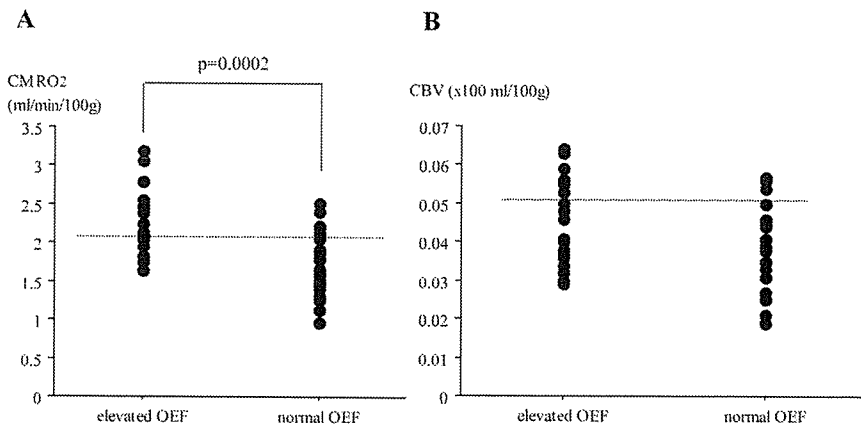 A
p=0.0002
CMRO2
(ml/min/100g)
3.5
3
2.5
2
1.5
1
0.5
0
elevated OEF
normal OEF
B
CBV (x100 ml/100g)
0.07
0.06
0.05
0.04
0.03
0.02
0.01
0
elevated OEF
normal OEF